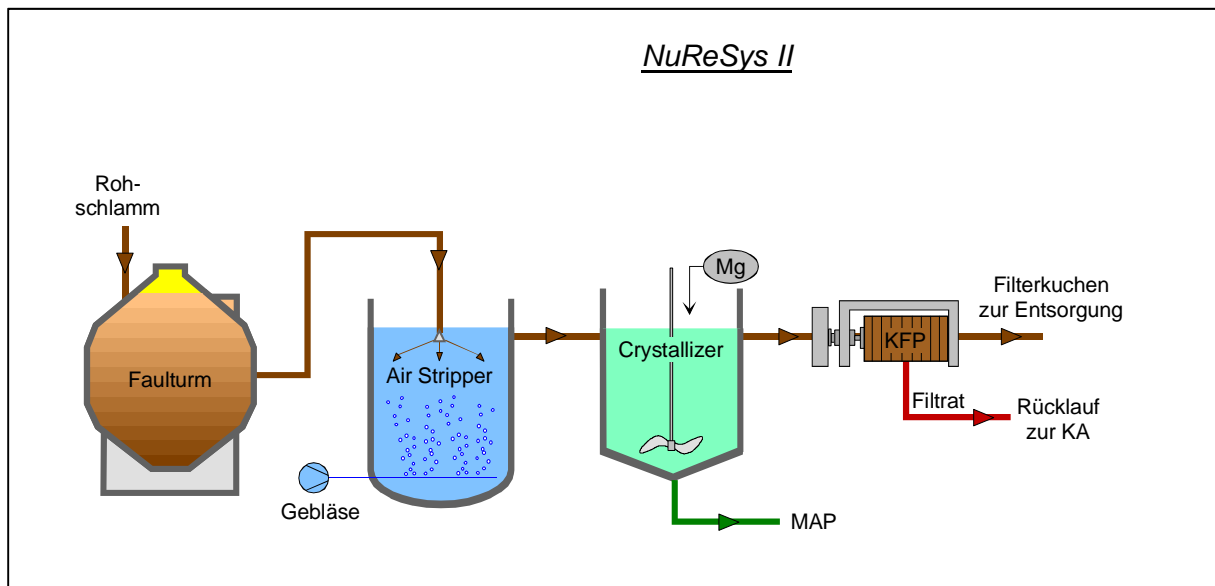 NuReSys II
Roh-
schlamm
Faulturm
Air Stripper
Gebläse
Mg
Crystallizer
MAP
KFP
Filtrat
Filterkuchen
zur Entsorgung
Rücklauf
zur KA